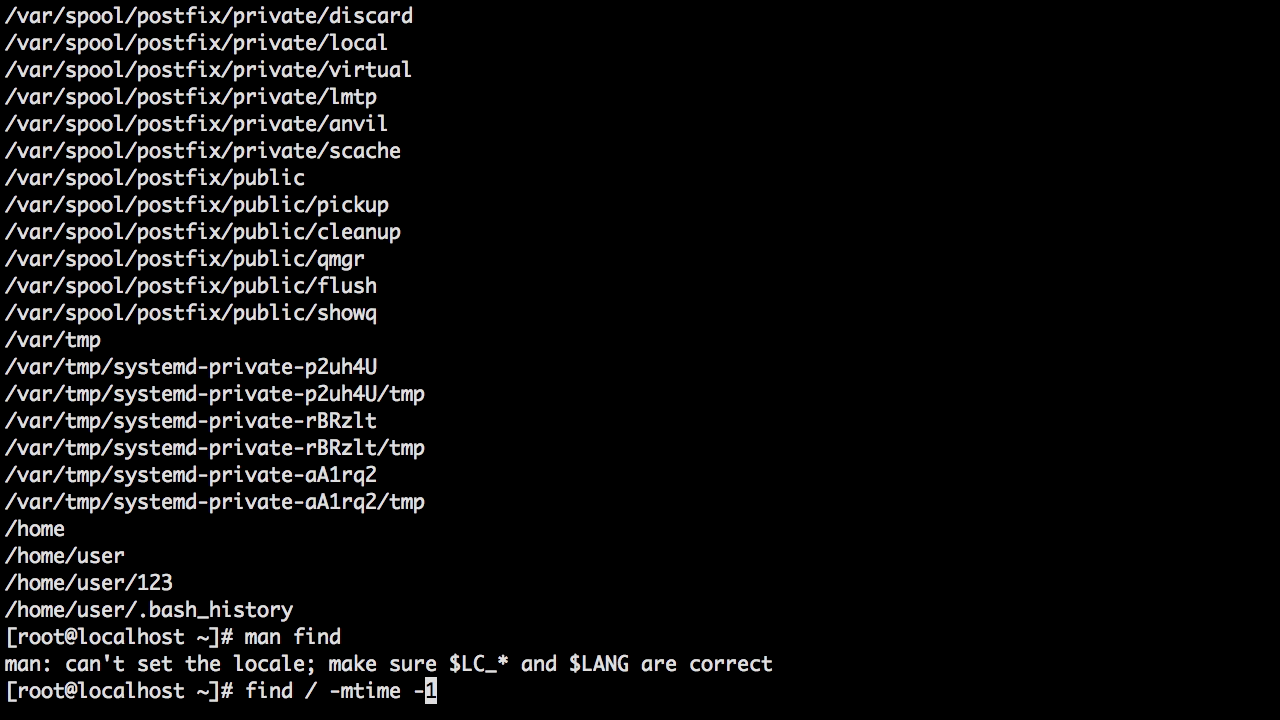 /var/spool/postfix/private/discard
/var/spool/postfix/private/local
/var/spool/postfix/private/virtual
/var/spool/postfix/private/lmtp
/var/spool/postfix/private/anvil
/var/spool/postfix/private/scache
/var/spool/postfix/public
/var/spool/postfix/public/pickup
/var/spool/postfix/public/cleanup
/var/spool/postfix/public/qmgr
/var/spool/postfix/public/flush
/var/spool/postfix/public/showq
/var/tmp
/var/tmp/systemd-private-p2uh4U
/var/tmp/systemd-private-p2uh4U/tmp
/var/tmp/systemd-private-rBRzlt
/var/tmp/systemd-private-rBRzlt/tmp
/var/tmp/systemd-private-aA1rq2
/var/tmp/systemd-private-aA1rq2/tmp
/home
/home/user
/home/user/123
/home/user/.bash_history
[root@localhost ~]# man find
man: can't set the locale; make sure $LC_* and $LANG are correct
[root@localhost ~]# find / -mtime -1